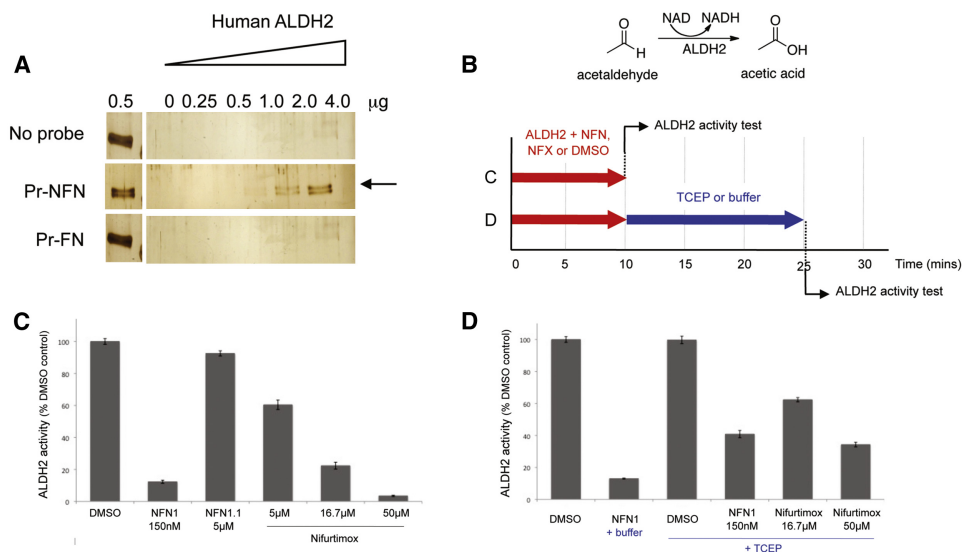 A
Human ALDH2
0.5 0 0.25 0.5 1.0 2.0 4.0 µg
No probe
Pr-NFN
Pr-FN
B
NAD NADH
O
H
ALDH2
O
OH
acetaldehyde acetic acid
ALDH2 + NFN,
NFX or DMSO
ALDH2 activity test
C
TCEP or buffer
D
0 5 10 15 20 25 30 Time (mins)
ALDH2 activity test
C
ALDH2 activity (% DMSO control)
100
80
60
40
20
0
DMSO
NFN1
150nM
NFN1.1
5µM
5µM
16.7µM
50µM
Nifurtimox
D
ALDH2 activity (% DMSO control)
100
80
60
40
20
0
DMSO
NFN1
+ buffer
DMSO
NFN1
150nM
Nifurtimox
16.7µM
Nifurtimox
50µM
+ TCEP